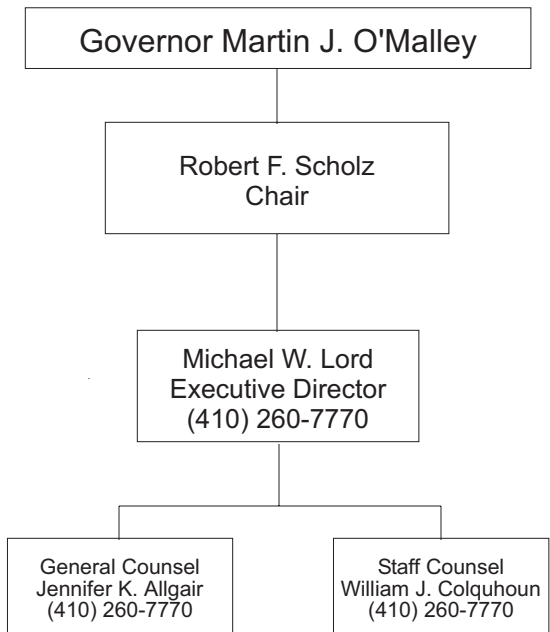 Governor Martin J. O'Malley
Robert F. Scholz
Chair
Michael W. Lord
Executive Director
(410) 260-7770
General Counsel
Jennifer K. Allgair
(410) 260-7770
Staff Counsel
William J. Colquhoun
(410) 260-7770